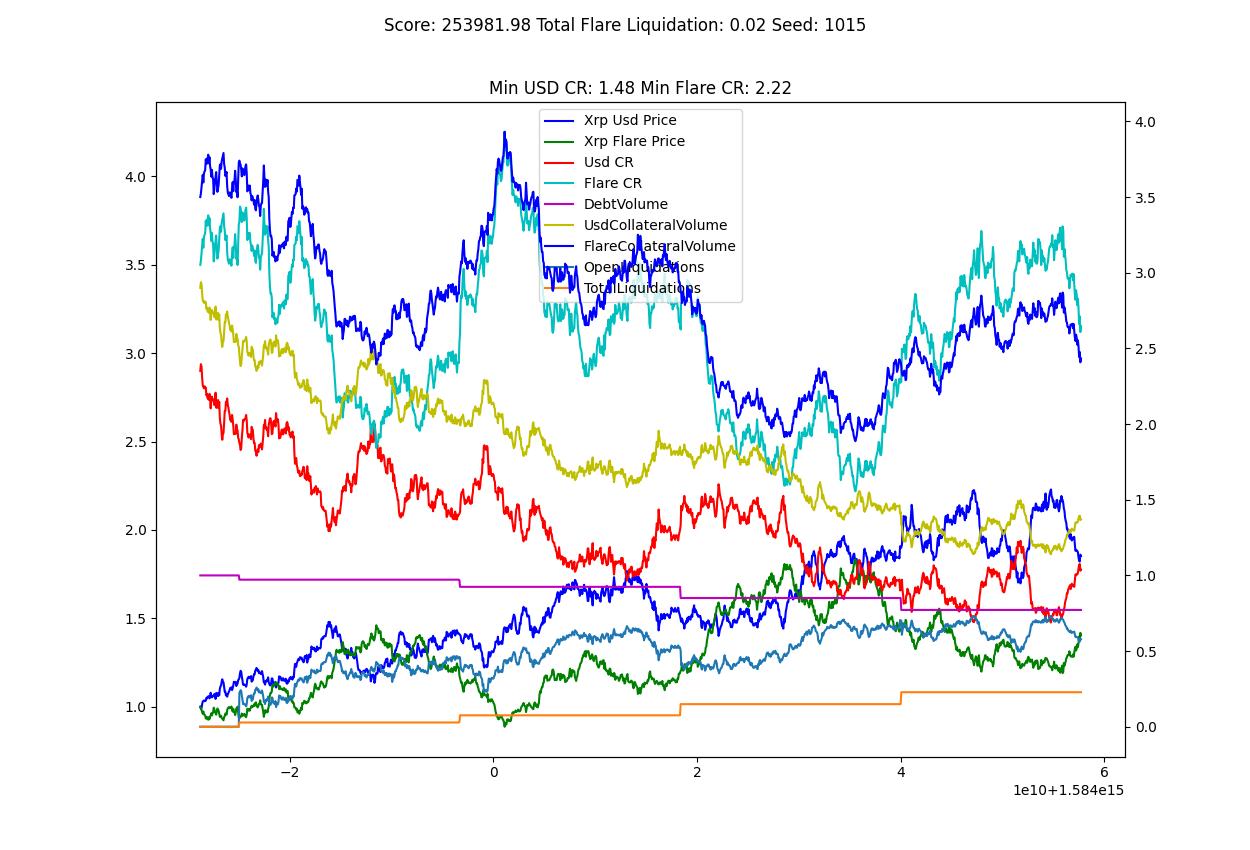 Score: 253981.98 Total Flare Liquidation: 0.02 Seed: 1015
Min USD CR: 1.48 Min Flare CR: 2.22
Xrp Usd Price
Xrp Flare Price
Usd CR
Flare CR
DebtVolume
UsdCollateralVolume
FlareCollateralVolume
OpenLiquidations
TotalLiquidations
4.0
3.5
3.0
2.5
2.0
1.5
1.0
4.0
3.5
3.0
2.5
2.0
1.5
1.0
0.5
0.0
−2
0
2
4
6
1e10+1.584e15